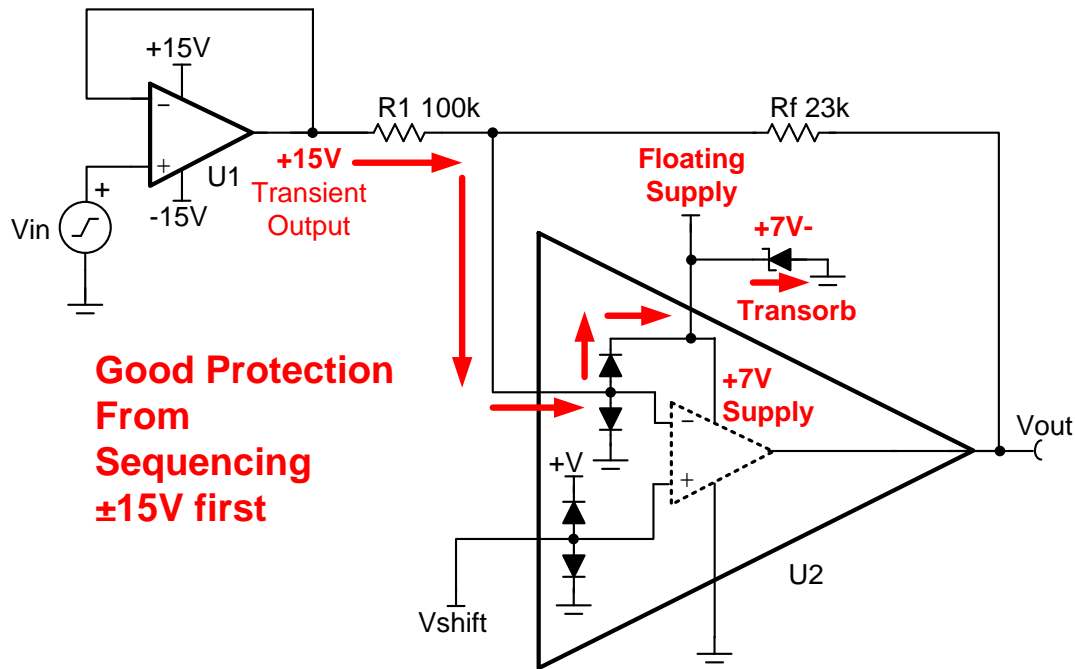 +15V
R1 100k
Rf 23k
−
+
U1
-15V
+
Vin
+15V
Transient
Output
Floating
Supply
+7V-
Transorb
Good Protection
From
Sequencing
±15V first
+7V
Supply
−
+
+V
Vout
U2
Vshift